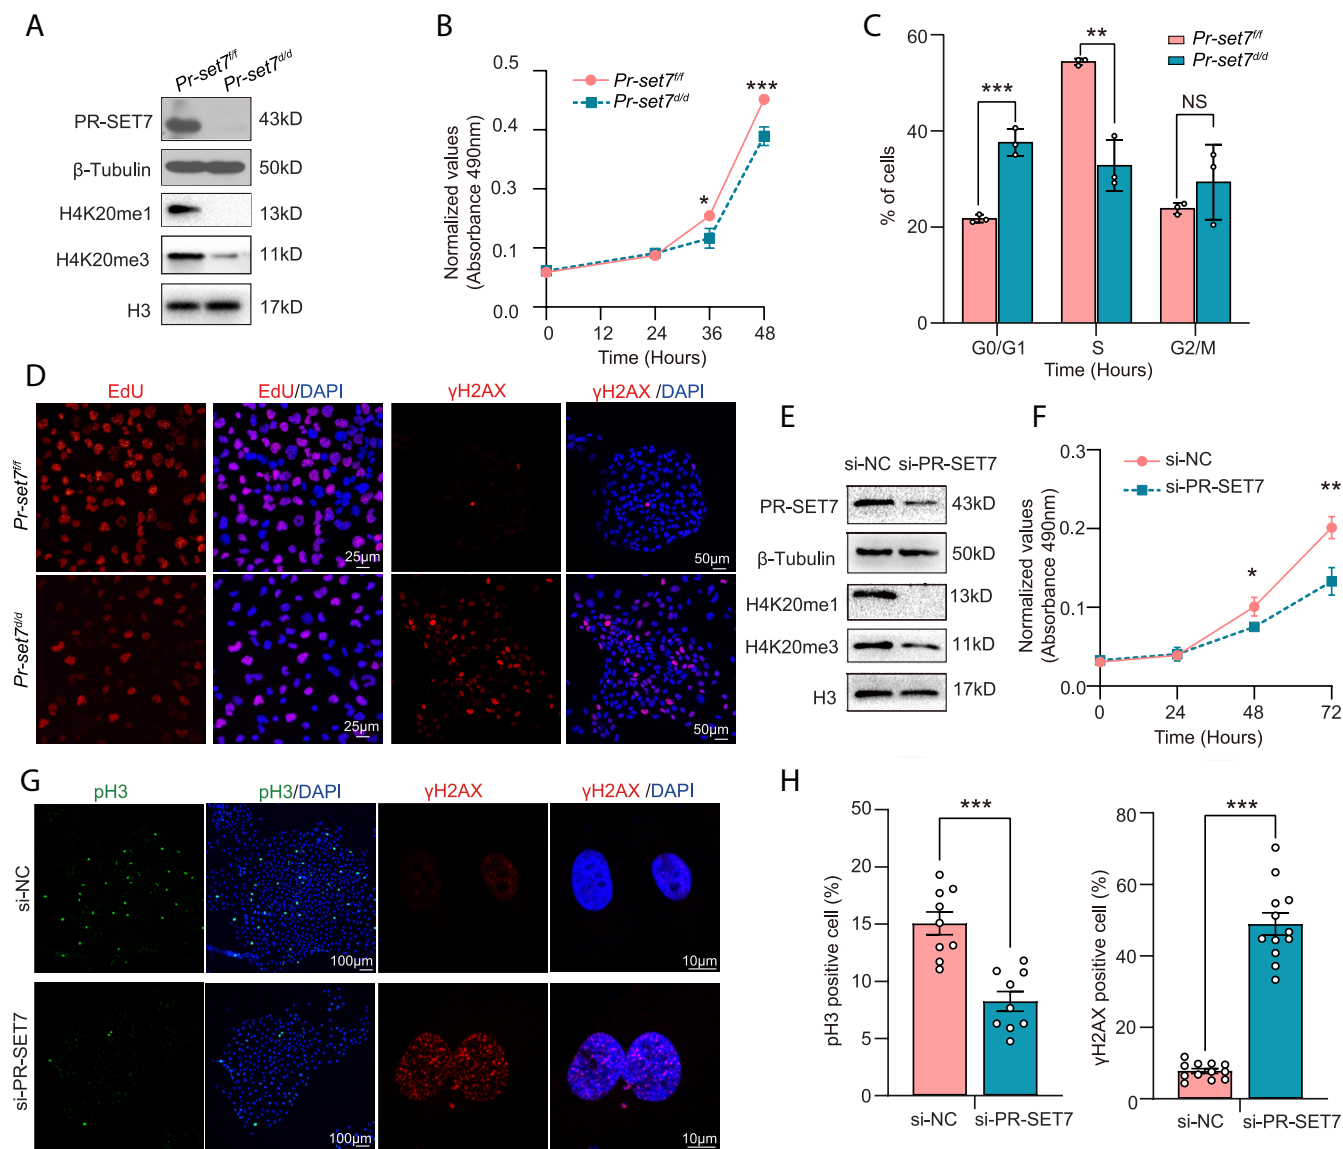 A
Pr-set7f/f
Pr-set7d/d
PR-SET7
43kD
β-Tubulin
50kD
H4K20me1
13kD
H4K20me3
11kD
H3
17kD
B
Normalized values
(Absorbance 490nm)
0.5
0.4
0.3
0.1
0.0
Pr-set7f/f
Pr-set7d/d
*
***
0
12
24
36
48
Time (Hours)
C
% of cells
60
40
20
0
***
**
NS
Pr-set7f/f
Pr-set7d/d
G0/G1
S
G2/M
Time (Hours)
D
EdU
EdU/DAPI
γH2AX
γH2AX /DAPI
Pr-set7f/f
25μm
50μm
Pr-set7d/d
25μm
50μm
E
si-NC
si-PR-SET7
PR-SET7
43kD
β-Tubulin
50kD
H4K20me1
13kD
H4K20me3
11kD
H3
17kD
F
Normalized values
(Absorbance 490nm)
0.3
0.2
0.1
0.0
si-NC
si-PR-SET7
*
**
0
24
48
72
Time (Hours)
G
pH3
pH3/DAPI
γH2AX
γH2AX /DAPI
si-NC
100μm
10μm
si-PR-SET7
100μm
10μm
H
pH3 positive cell (%)
50
20
15
10
5
0
***
si-NC
si-PR-SET7
γH2AX positive cell (%)
80
60
40
20
0
***
si-NC
si-PR-SET7